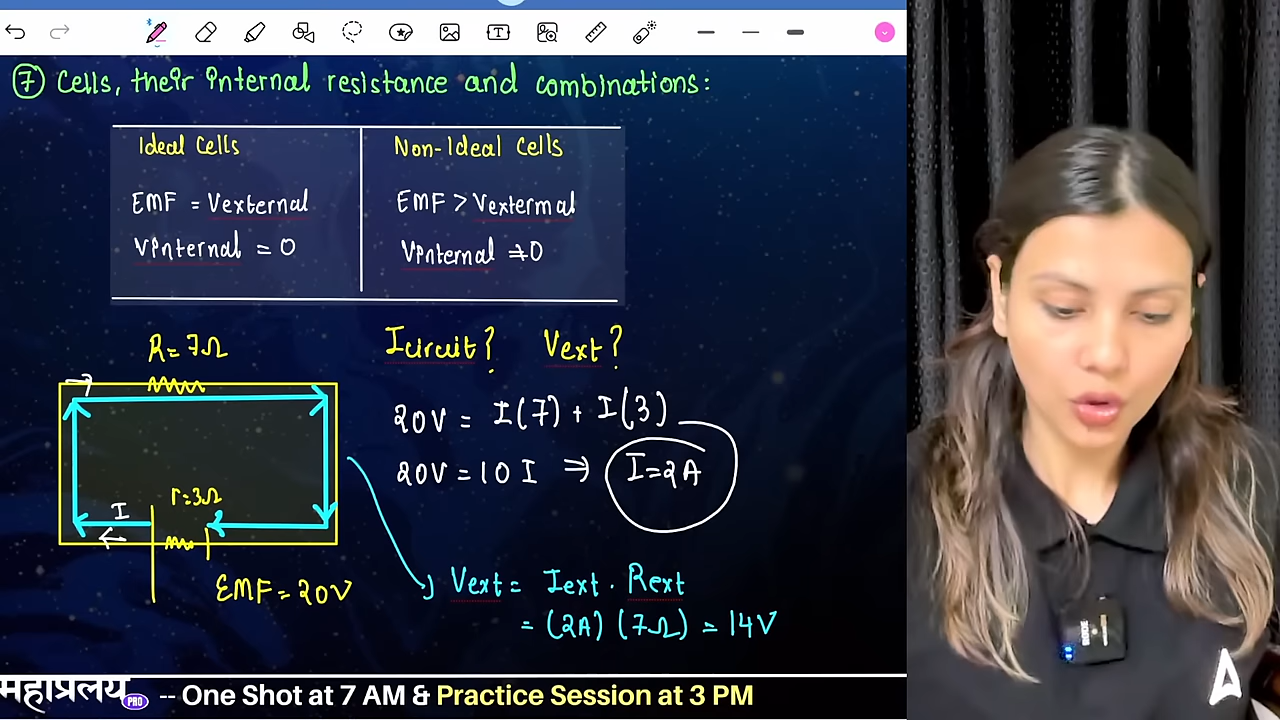 ⑦ Cells, their internal resistance and combinations:
Ideal Cells
Non-Ideal Cells
EMF = Vexternal
EMF > Vextermal
Vinternal = 0
Vinternal ≠ 0
R = 7Ω
Icircuit? Vext?
20V = I(7) + I(3)
20V = 10 I ⇒ I=2A
r=3Ω
I
EMF = 20V
Vext = Iext . Rext
= (2A) (7Ω) = 14V
महाप्रलय PRO -- One Shot at 7 AM & Practice Session at 3 PM